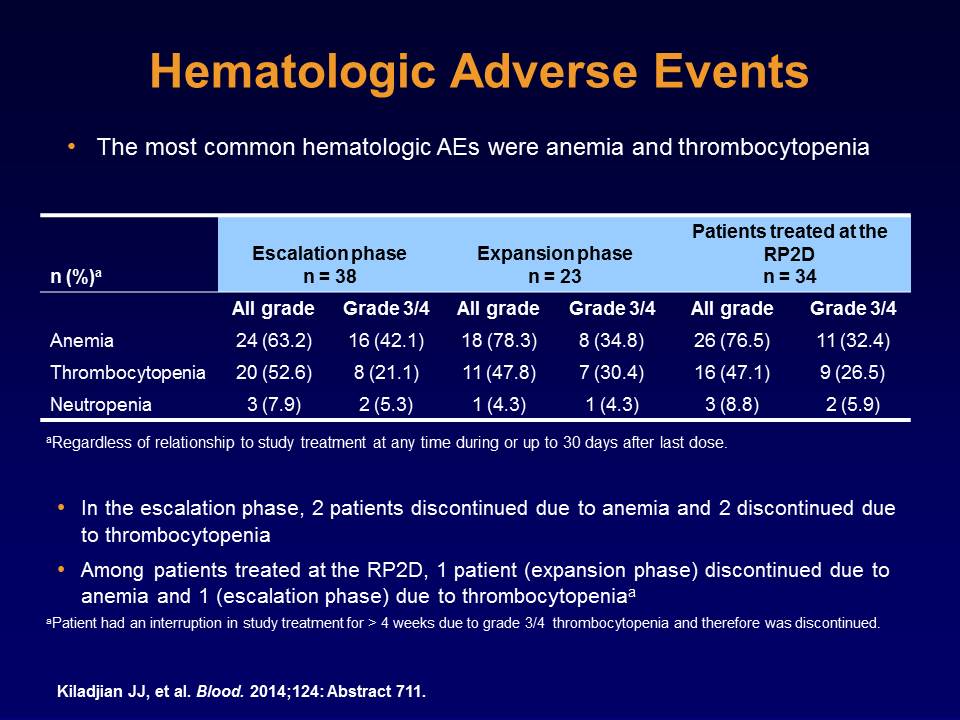 Hematologic Adverse Events
• The most common hematologic AEs were anemia and thrombocytopenia
n (%)ᵃ Escalation phase n = 38 Expansion phase n = 23 Patients treated at the RP2D n = 34
All grade Grade 3/4 All grade Grade 3/4 All grade Grade 3/4
Anemia 24 (63.2) 16 (42.1) 18 (78.3) 8 (34.8) 26 (76.5) 11 (32.4)
Thrombocytopenia 20 (52.6) 8 (21.1) 11 (47.8) 7 (30.4) 16 (47.1) 9 (26.5)
Neutropenia 3 (7.9) 2 (5.3) 1 (4.3) 1 (4.3) 3 (8.8) 2 (5.9)
ᵃRegardless of relationship to study treatment at any time during or up to 30 days after last dose.
• In the escalation phase, 2 patients discontinued due to anemia and 2 discontinued due
to thrombocytopenia
• Among patients treated at the RP2D, 1 patient (expansion phase) discontinued due to
anemia and 1 (escalation phase) due to thrombocytopeniaᵃ
ᵃPatient had an interruption in study treatment for > 4 weeks due to grade 3/4 thrombocytopenia and therefore was discontinued.
Kiladjian JJ, et al. Blood. 2014;124: Abstract 711.